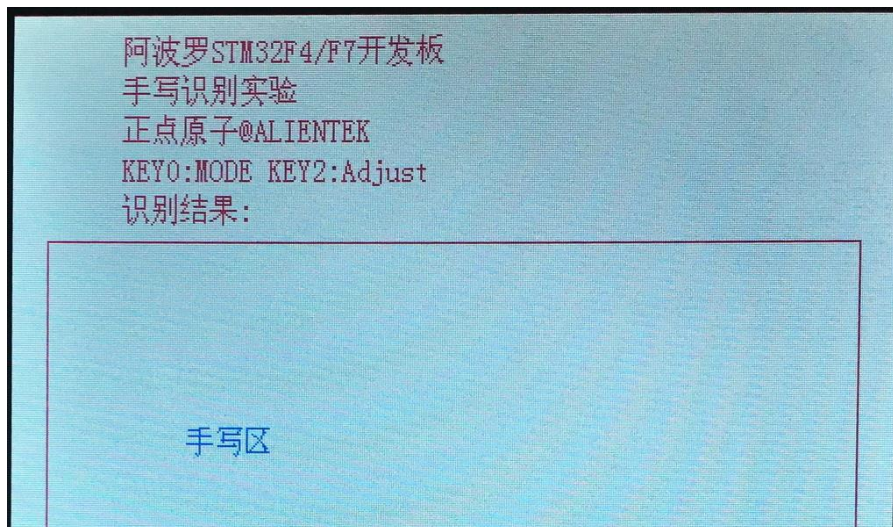 阿波罗STM32F4/F7开发板
手写识别实验
正点原子@ALIENTEK
KEY0:MODE KEY2:Adjust
识别结果:
手写区